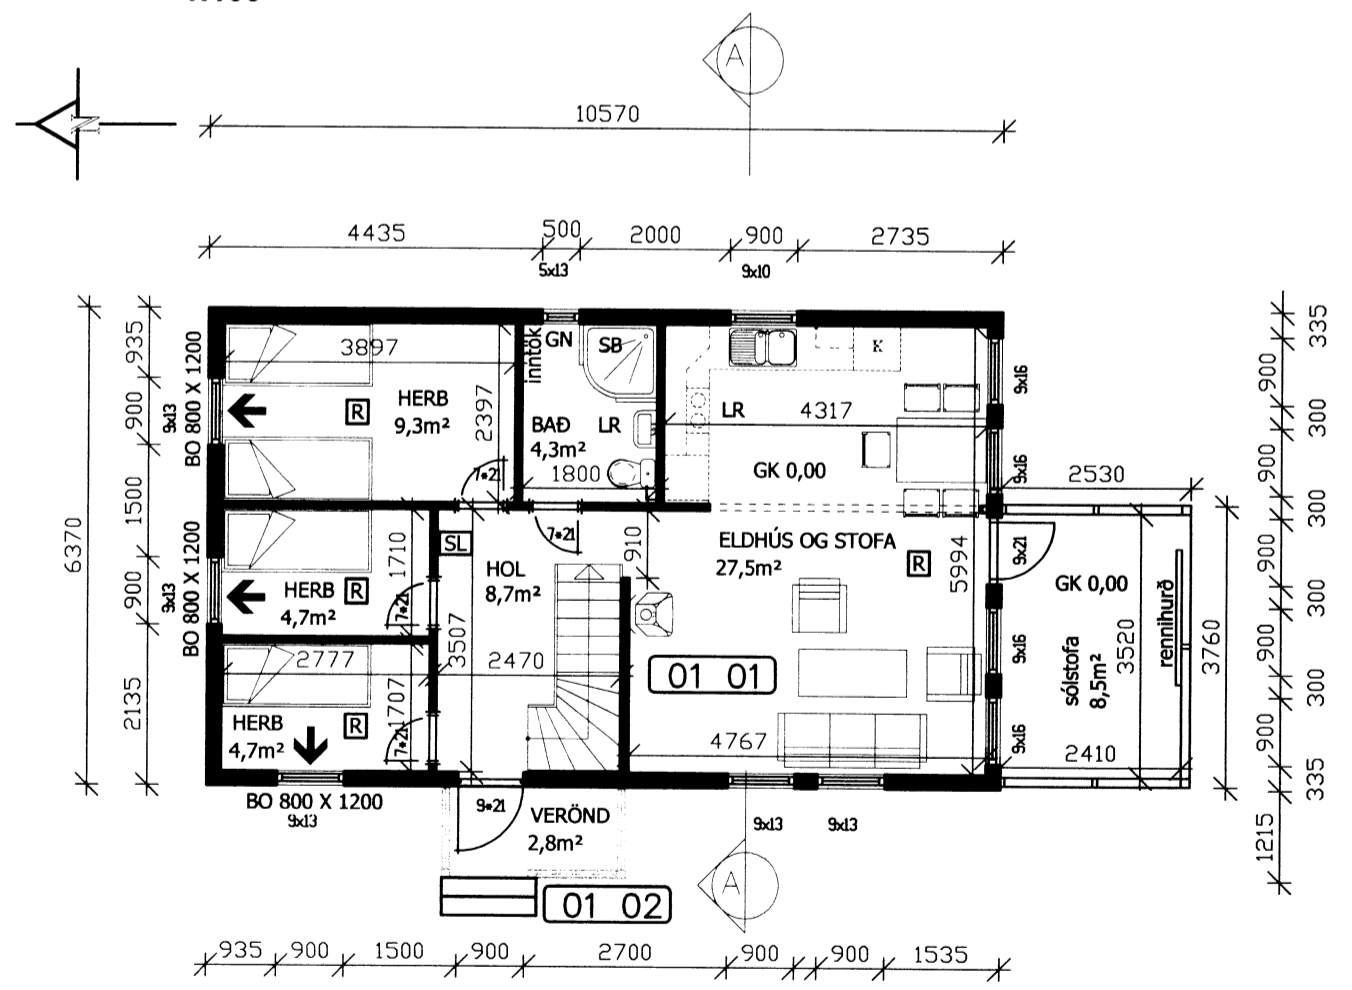 A
10570
4435 500 2000 900 2735
5x13 9x10
335
900
300
900
300
900
300
900
300
900
335
1215
6370
935
900
1500
900
2135
9x13
BO 800 X 1200
9x13
BO 800 X 1200
3897
HERB
9,3m²
R
2397
7*21
inntök
GN
SB
BAÐ
LR
4,3m²
1800
7*21
K
LR
4317
GK 0,00
9x16
9x16
2530
HERB
4,7m²
R
1710
7*21
SL
HOL
8,7m²
3507
2470
910
ELDHÚS OG STOFA
27,5m²
R
5994
9x21
GK 0,00
rennihurð
sólstofa
8,5m²
3520
3760
2410
01 01
4767
9x16
9x16
2777
HERB
4,7m²
R
1707
7*21
BO 800 X 1200
9x13
9*21
VERÖND
2,8m²
9x13 9x13
A
01 02
935 900 1500 900 2700 900 900 1535